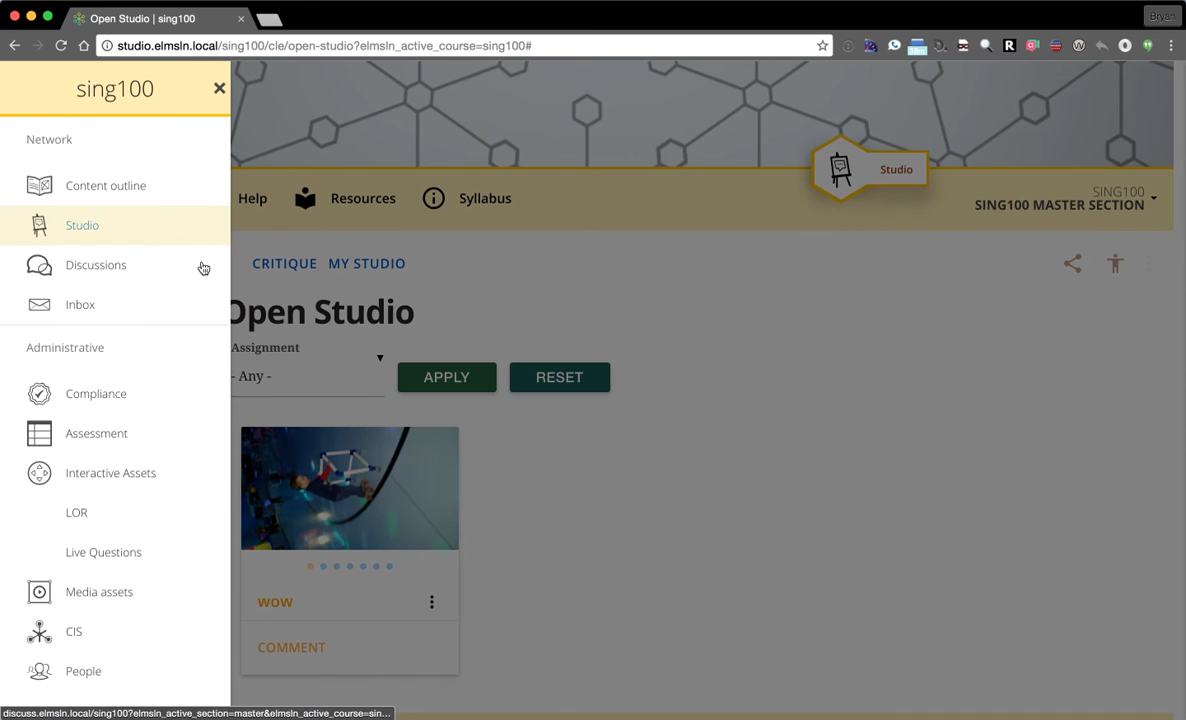 Open Studio | sing100
Bryan
studio.elmsln.local/sing100/cle/open-studio?elmsln_active_course=sing100#
38m
R
sing100
Network
Content outline
Studio
Discussions
Inbox
Administrative
Compliance
Assessment
Interactive Assets
LOR
Live Questions
Media assets
CIS
People
Studio
Help
Resources
Syllabus
SING100
SING100 MASTER SECTION
CRITIQUE MY STUDIO
Open Studio
Assignment
- Any -
APPLY
RESET
wow
COMMENT
discuss.elmsln.local/sing100?elmsln_active_section=master&elmsln_active_course=sin...